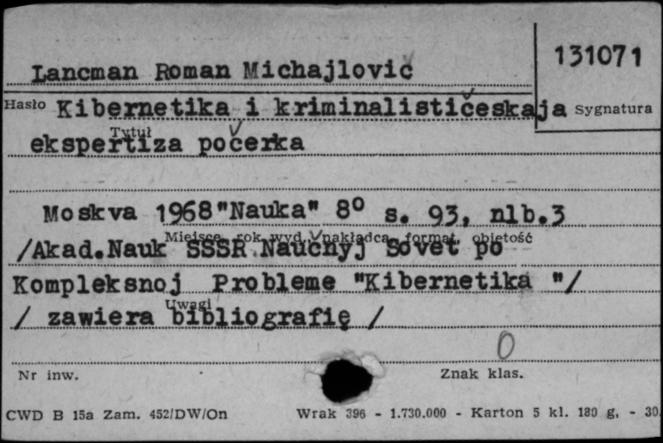 131071
Lancman Roman Michajlovič
Hasło Kibernetika i kriminalističeskaja Sygnatura
Tytuł
ekspertiza počerka
Moskva 1968 "Nauka" 8° s. 93, nlb.3
Miejsce, rok wyd., nakładca, format, objętość
/Akad.Nauk SSSR Naučnyj Sovet po
Kompleksnoj Probleme "Kibernetika "/
Uwagi
/ zawiera bibliografię /
0
Nr inw. Znak klas.
CWD B 15a Zam. 452/DW/On Wrak 396 - 1.730.000 - Karton 5 kl. 180 g, - 30.